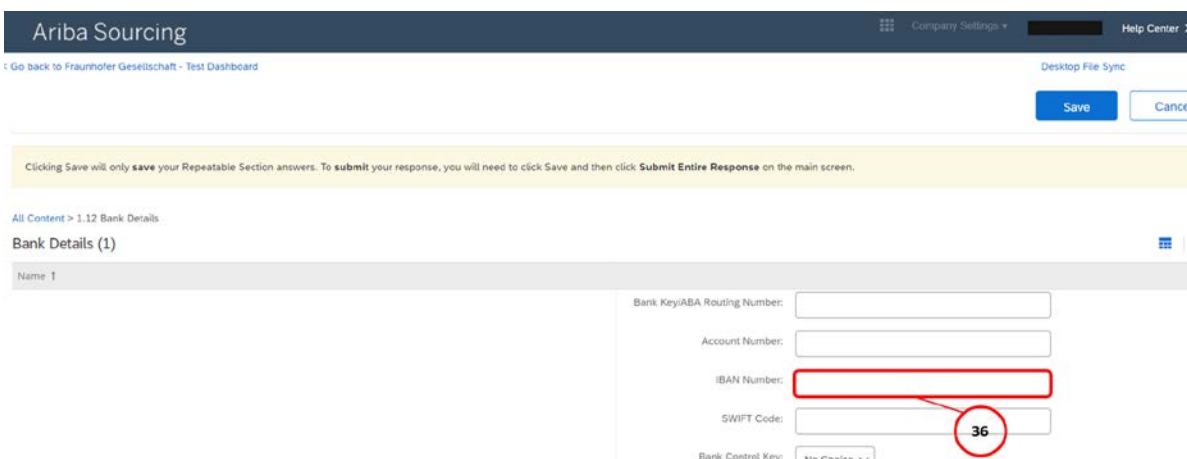 Ariba Sourcing
Company Settings ▾
Help Center
Go back to Fraunhofer Gesellschaft - Test Dashboard
Desktop File Sync
Save
Cance
Clicking Save will only save your Repeatable Section answers. To submit your response, you will need to click Save and then click Submit Entire Response on the main screen.
All Content > 1.12 Bank Details
Bank Details (1)
Name ↑
Bank Key/ABA Routing Number:
Account Number:
IBAN Number:
SWIFT Code:
36
Bank Control Key:
No Choice